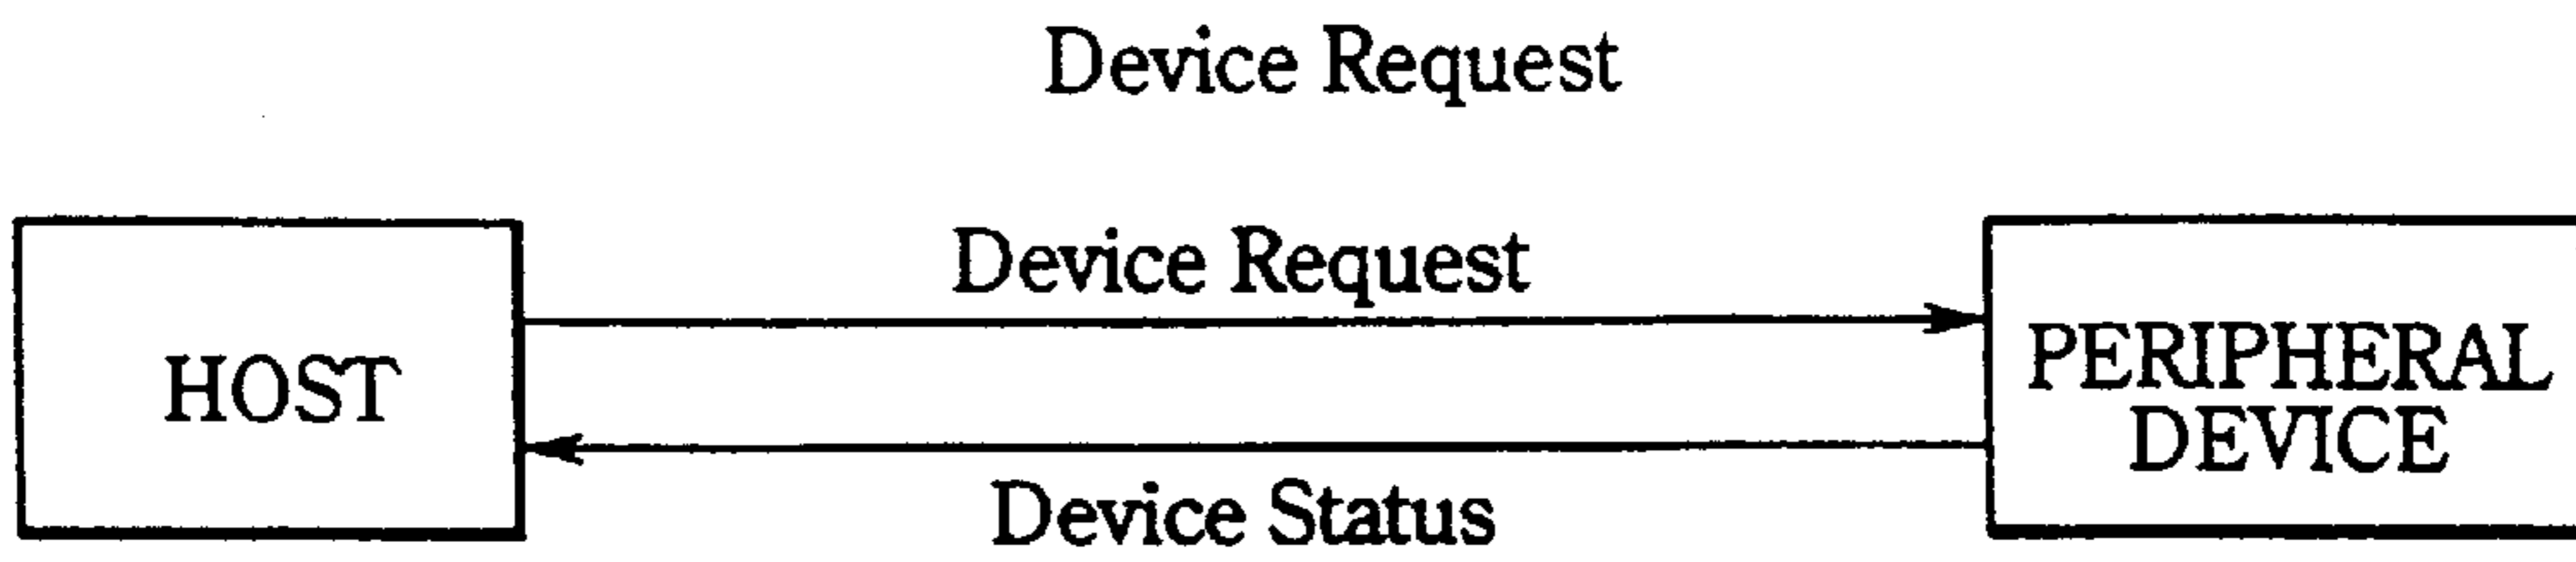 Device Request
Device Request
HOST
PERIPHERAL
DEVICE
Device Status